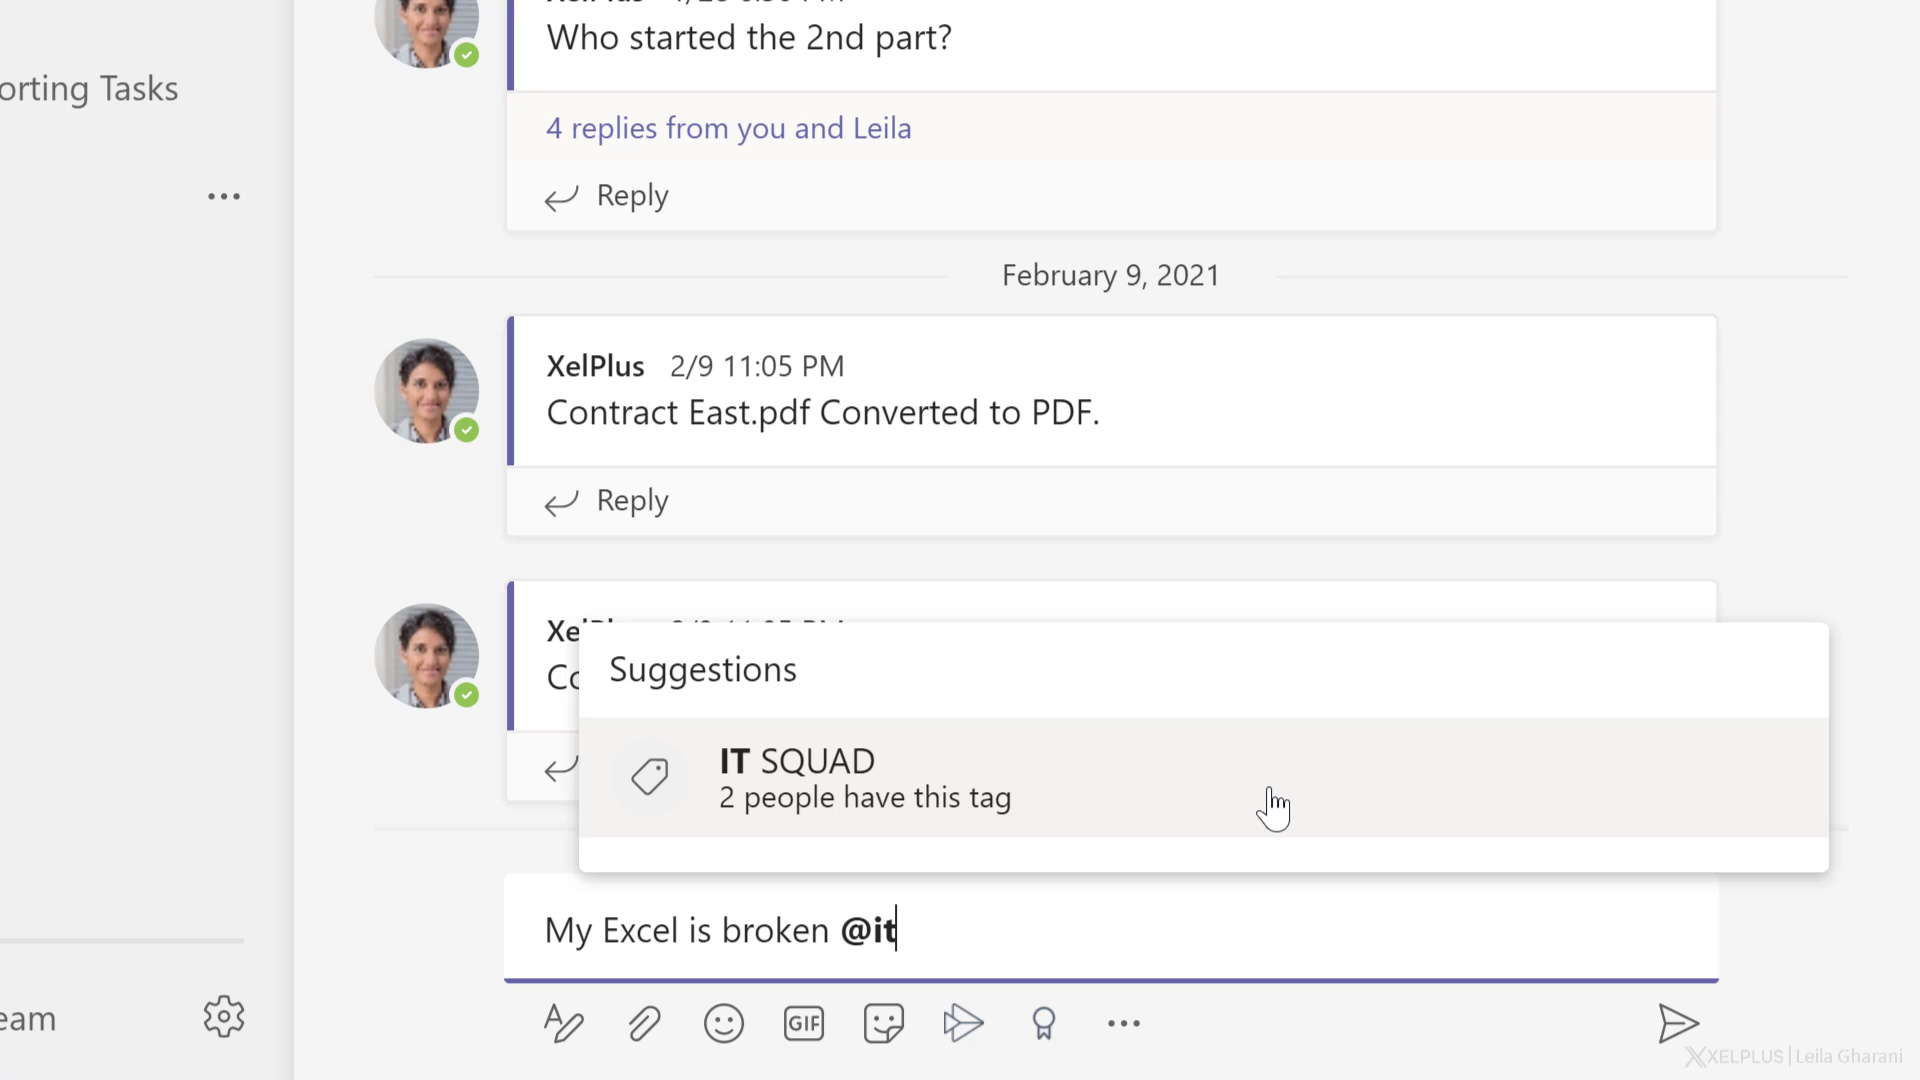 Who started the 2nd part?
orting Tasks
4 replies from you and Leila
Reply
February 9, 2021
XelPlus 2/9 11:05 PM
Contract East.pdf Converted to PDF.
Reply
Suggestions
IT SQUAD
2 people have this tag
My Excel is broken @it
eam
GIF
XELPLUS | Leila Gharani